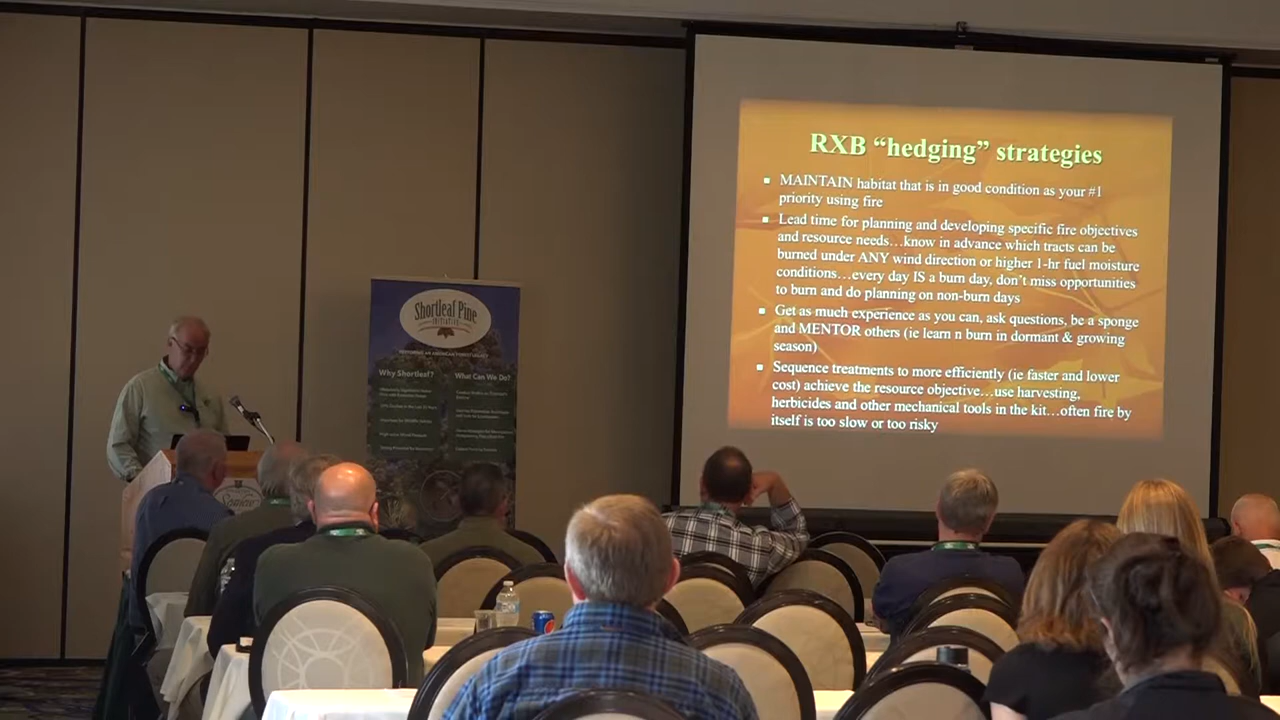 RXB “hedging” strategies
▪ MAINTAIN habitat that is in good condition as your #1
priority using fire
▪ Lead time for planning and developing specific fire objectives
and resource needs…know in advance which tracts can be
burned under ANY wind direction or higher 1-hr fuel moisture
conditions…every day IS a burn day, don’t miss opportunities
to burn and do planning on non-burn days
▪ Get as much experience as you can, ask questions, be a sponge
and MENTOR others (ie learn n burn in dormant & growing
season)
▪ Sequence treatments to more efficiently (ie faster and lower
cost) achieve the resource objective…use harvesting,
herbicides and other mechanical tools in the kit…often fire by
itself is too slow or too risky
Shortleaf Pine
INITIATIVE
RESTORING AN AMERICAN FOREST LEGACY
Why Shortleaf?
What Can We Do?